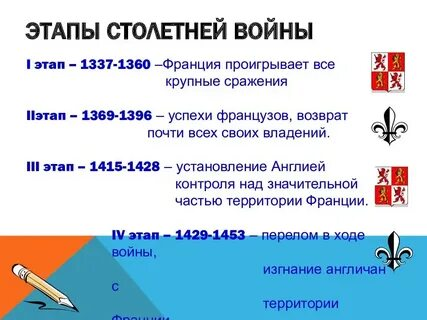 ЭТАПЫ СТОЛЕТНЕЙ ВОЙНЫ
I этап – 1337-1360 –Франция проигрывает все
крупные сражения
IIэтап – 1369-1396 – успехи французов, возврат
почти всех своих владений.
III этап – 1415-1428 – установление Англией
контроля над значительной
частью территории Франции.
IV этап – 1429-1453 – перелом в ходе
войны,
изгнание англичан
с
территории
Франции